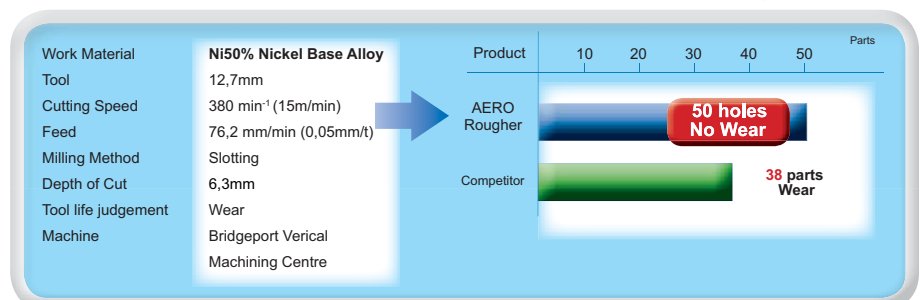 Work Material Ni50% Nickel Base Alloy
Tool 12,7mm
Cutting Speed 380 min⁻¹ (15m/min)
Feed 76,2 mm/min (0,05mm/t)
Milling Method Slotting
Depth of Cut 6,3mm
Tool life judgement Wear
Machine Bridgeport Verical
Machining Centre
Parts
Product 10 20 30 40 50
AERO
Rougher
50 holes
No Wear
Competitor
38 parts
Wear